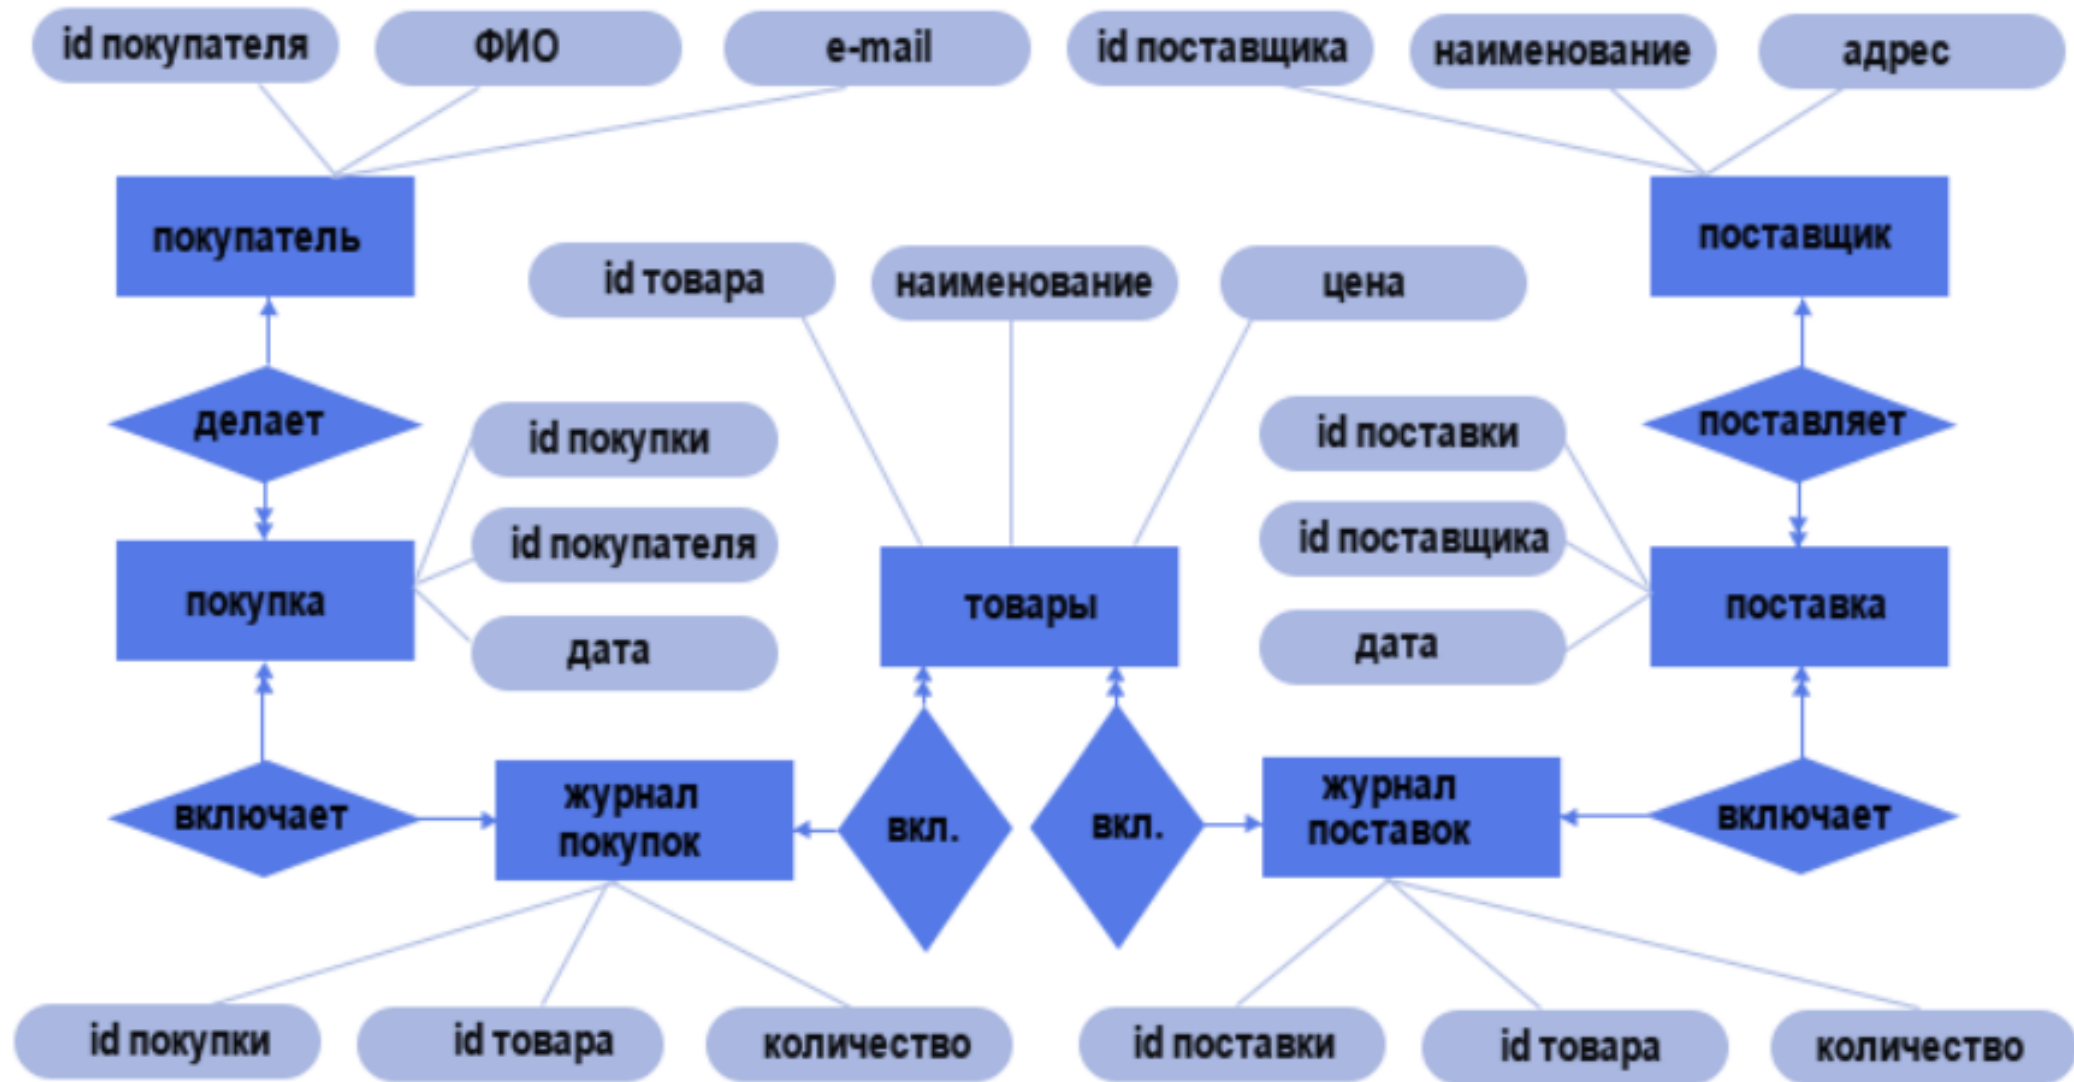 id покупателя
ФИО
e-mail
id поставщика
наименование
адрес
покупатель
поставщик
id товара
наименование
цена
делает
id покупки
id поставки
поставляет
id покупателя
id поставщика
покупка
товары
поставка
дата
дата
включает
журнал
покупок
вкл.
вкл.
журнал
поставок
включает
id покупки
id товара
количество
id поставки
id товара
количество